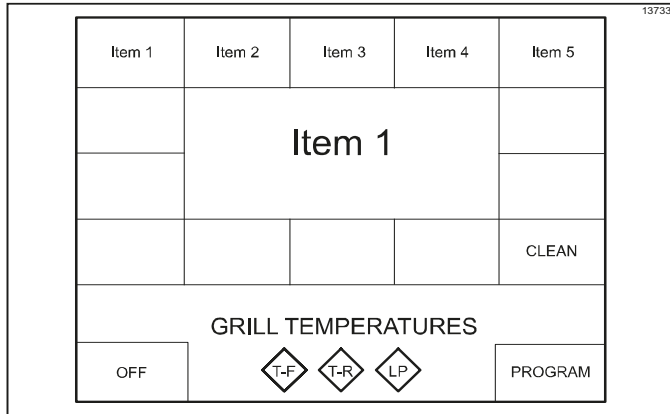 13733
Item 1 Item 2 Item 3 Item 4 Item 5
Item 1
CLEAN
GRILL TEMPERATURES
OFF T-F T-R LP PROGRAM